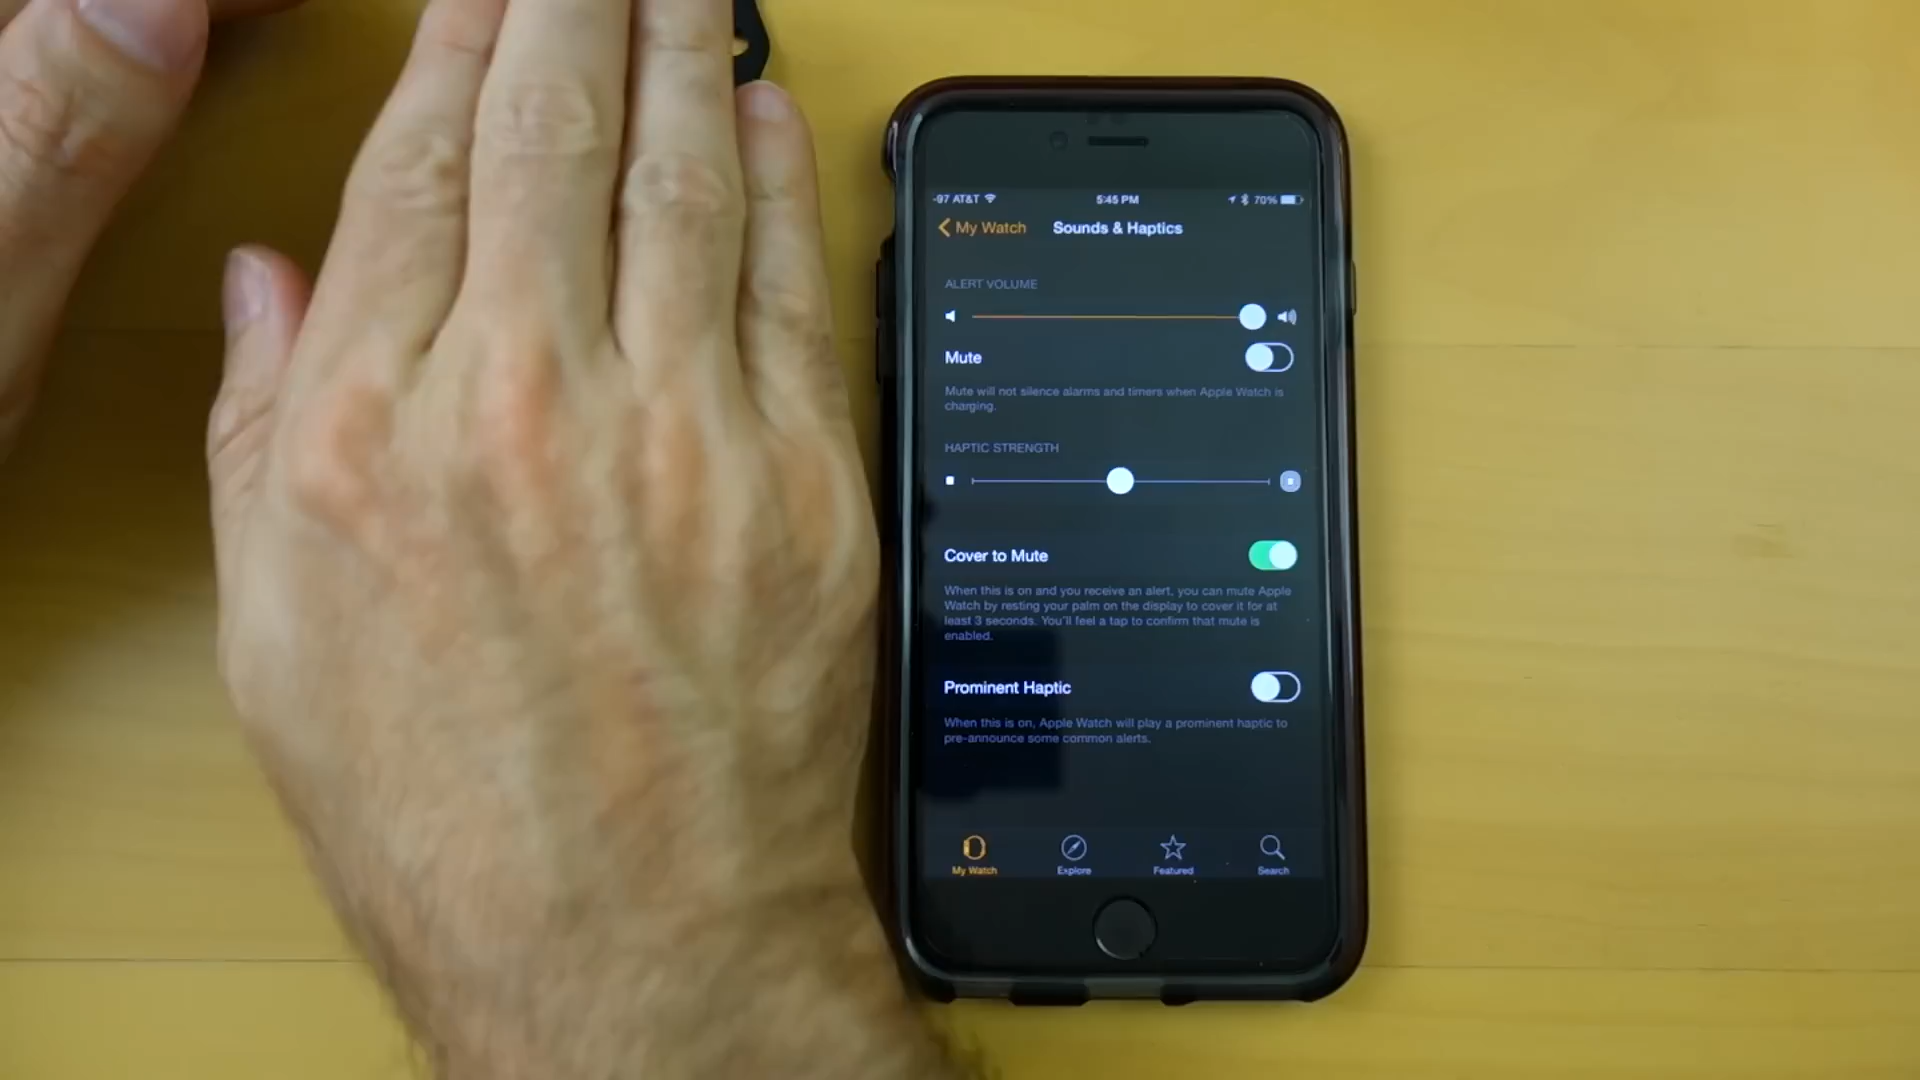 -97 AT&T 5:45 PM 70%
My Watch Sounds & Haptics
ALERT VOLUME
Mute
Mute will not silence alarms and timers when Apple Watch is
charging.
HAPTIC STRENGTH
Cover to Mute
When this is on and you receive an alert, you can mute Apple
Watch by resting your palm on the display to cover it for at
least 3 seconds. You'll feel a tap to confirm that mute is
enabled.
Prominent Haptic
When this is on, Apple Watch will play a prominent haptic to
pre-announce some common alerts.
My Watch Explore Featured Search